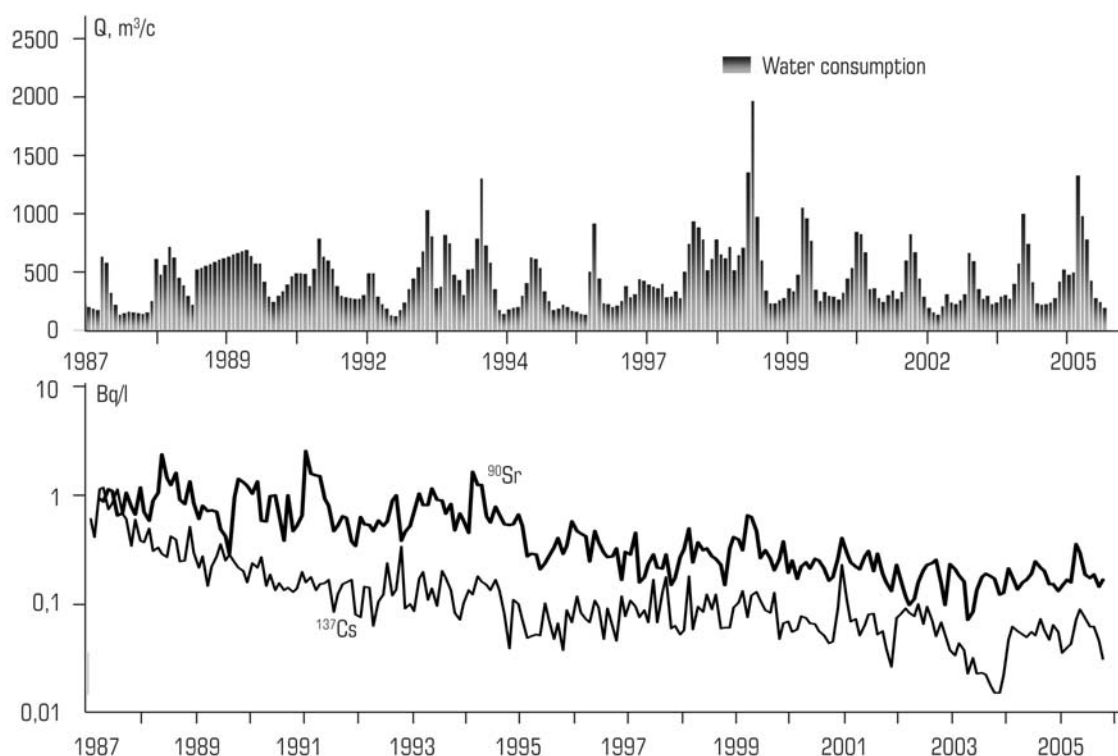 Q, m³/c
2500
2000
1500
1000
500
0
Water consumption
1987 1989 1992 1994 1997 1999 2002 2005
10
1
0,1
0,01
Bq/l
⁹⁰Sr
¹³⁷Cs
1987 1989 1991 1993 1995 1997 1999 2001 2003 2005